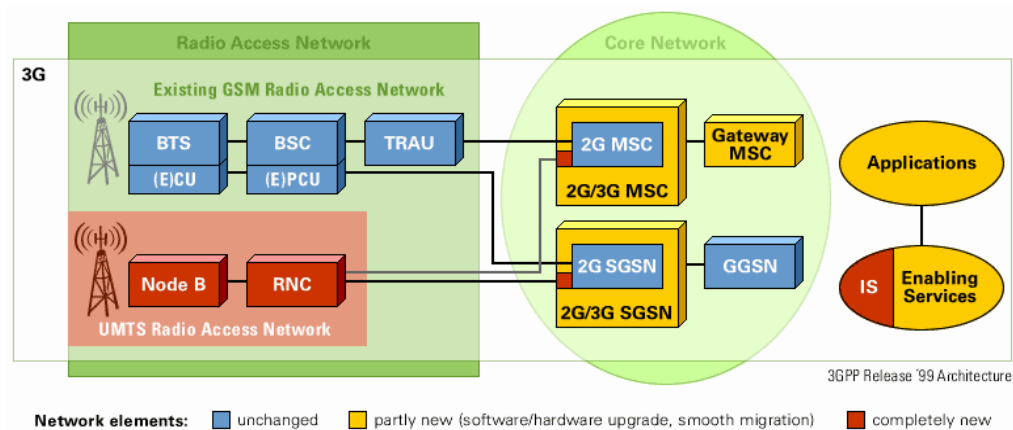 Radio Access Network
Core Network
3G
Existing GSM Radio Access Network
BTS
BSC
TRAU
(E)CU
(E)PCU
2G MSC
2G/3G MSC
Gateway
MSC
Applications
Node B
RNC
UMTS Radio Access Network
2G SGSN
2G/3G SGSN
GGSN
IS
Enabling
Services
3GPP Release '99 Architecture
Network elements: unchanged partly new (software/hardware upgrade, smooth migration) completely new